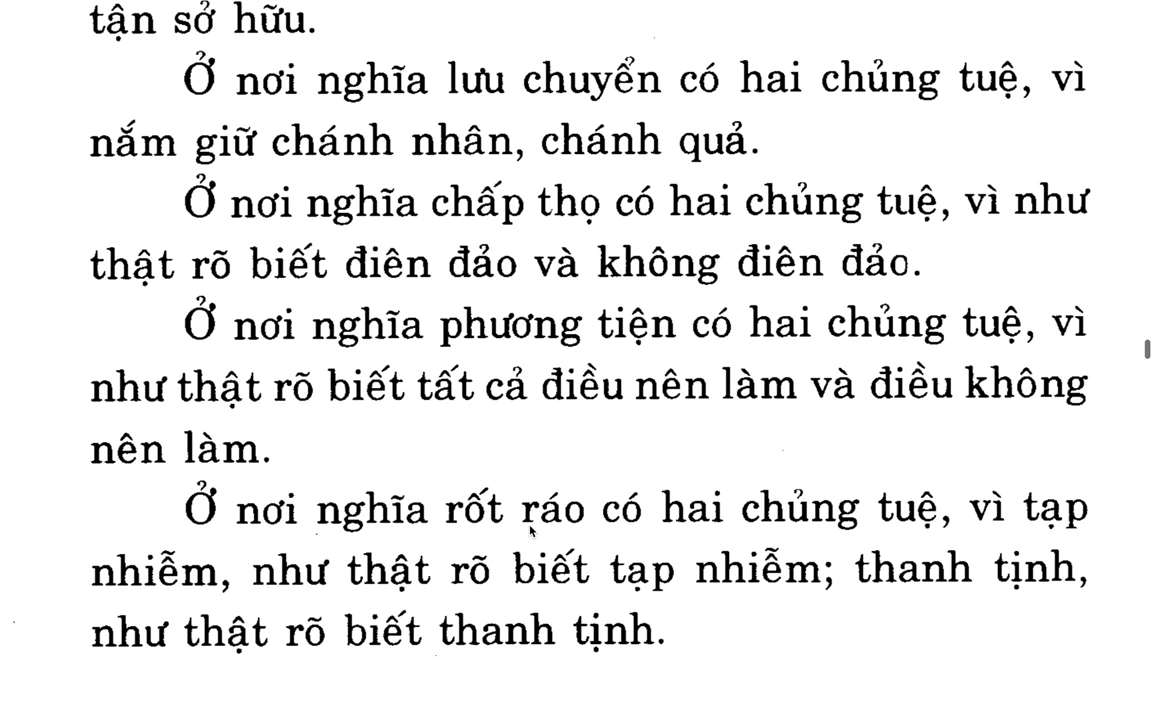 tận sở hữu.
Ở nơi nghĩa lưu chuyển có hai chủng tuệ, vì
nắm giữ chánh nhân, chánh quả.
Ở nơi nghĩa chấp thọ có hai chủng tuệ, vì như
thật rõ biết điên đảo và không điên đảo.
Ở nơi nghĩa phương tiện có hai chủng tuệ, vì
như thật rõ biết tất cả điều nên làm và điều không
nên làm.
Ở nơi nghĩa rốt ráo có hai chủng tuệ, vì tạp
nhiễm, như thật rõ biết tạp nhiễm; thanh tịnh,
như thật rõ biết thanh tịnh.